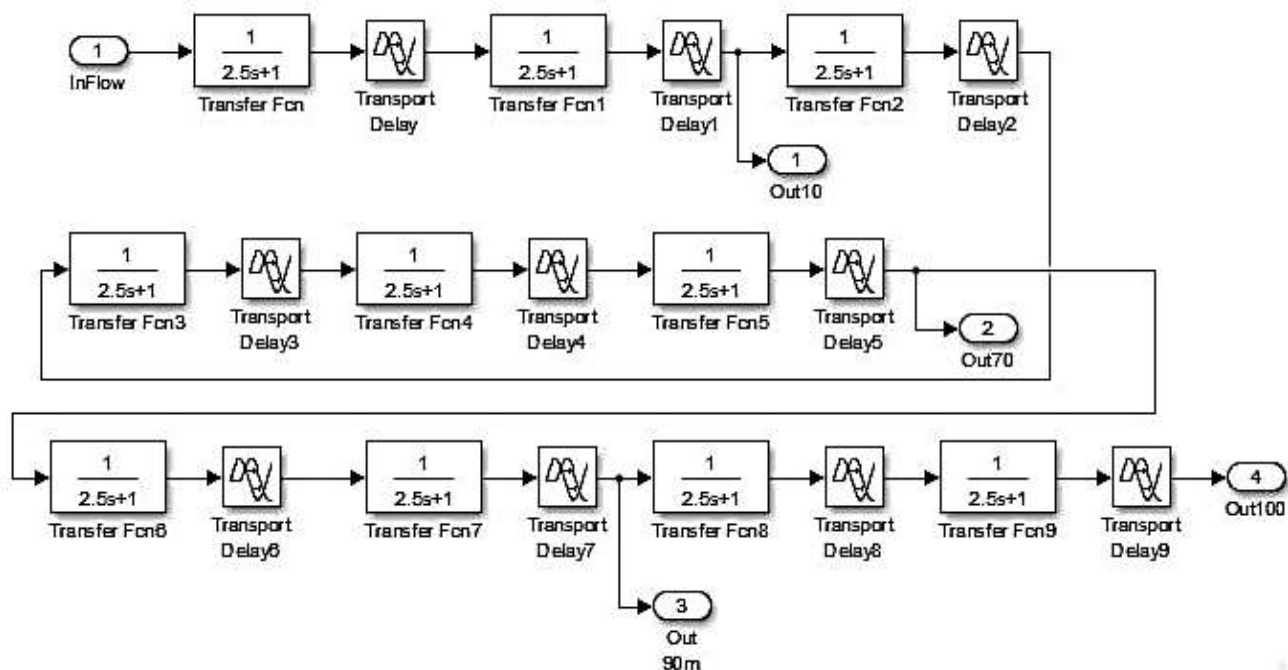 1
InFlow
1
2.5s+1
Transfer Fcn
Transport
Delay
1
2.5s+1
Transfer Fcn1
Transport
Delay1
1
2.5s+1
Transfer Fcn2
Transport
Delay2
1
Out10
1
2.5s+1
Transfer Fcn3
Transport
Delay3
1
2.5s+1
Transfer Fcn4
Transport
Delay4
1
2.5s+1
Transfer Fcn5
Transport
Delay5
2
Out70
1
2.5s+1
Transfer Fcn6
Transport
Delay6
1
2.5s+1
Transfer Fcn7
Transport
Delay7
1
2.5s+1
Transfer Fcn8
Transport
Delay8
1
2.5s+1
Transfer Fcn9
Transport
Delay9
4
Out100
3
Out
90m